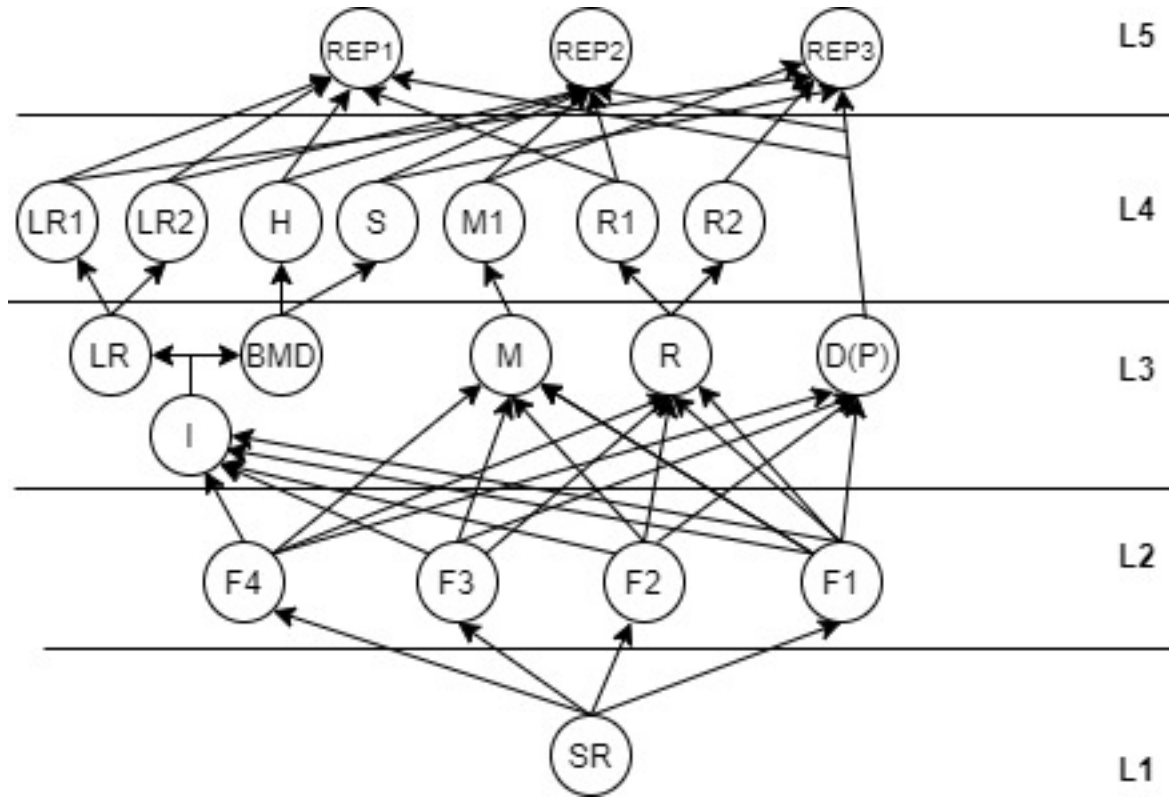 REP1 REP2 REP3 L5
LR1 LR2 H S M1 R1 R2 L4
LR BMD M R D(P) L3
I
F4 F3 F2 F1 L2
SR L1